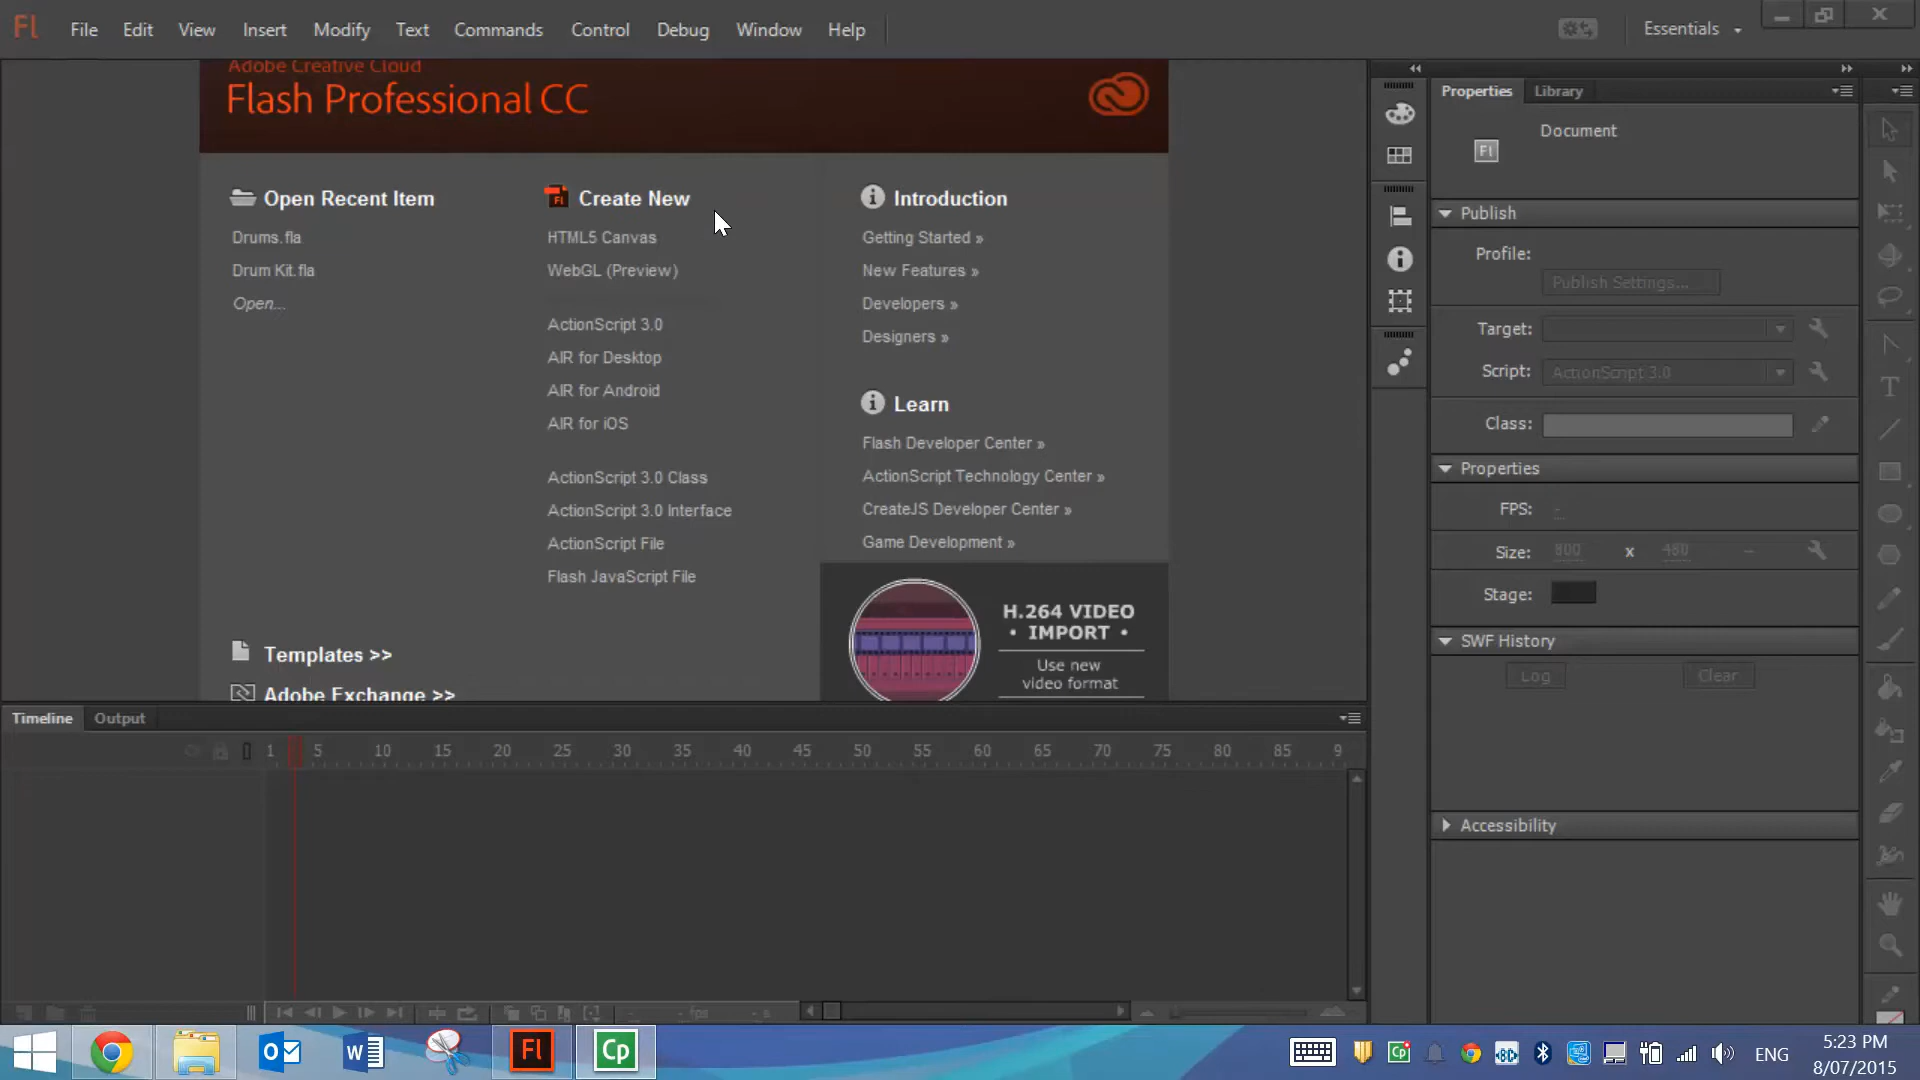 Fl File Edit View Insert Modify Text Commands Control Debug Window Help Essentials
Adobe Creative Cloud
Flash Professional CC
Open Recent Item
Drums.fla
Drum Kit.fla
Open...
Create New
HTML5 Canvas
WebGL (Preview)
ActionScript 3.0
AIR for Desktop
AIR for Android
AIR for iOS
ActionScript 3.0 Class
ActionScript 3.0 Interface
ActionScript File
Flash JavaScript File
Introduction
Getting Started »
New Features »
Developers »
Designers »
Learn
Flash Developer Center »
ActionScript Technology Center »
CreateJS Developer Center »
Game Development »
Templates >>
Adobe Exchange >>
H.264 VIDEO
• IMPORT •
Use new
video format
Properties Library
Fl Document
Publish
Profile:
Publish Settings...
Target:
Script: ActionScript 3.0
Class:
Properties
FPS: -
Size: 800 x 480
Stage:
SWF History
Log Clear
Accessibility
Timeline Output
1 5 10 15 20 25 30 35 40 45 50 55 60 65 70 75 80 85 9
- - fps - s
Fl Cp ENG
5:23 PM
8/07/2015